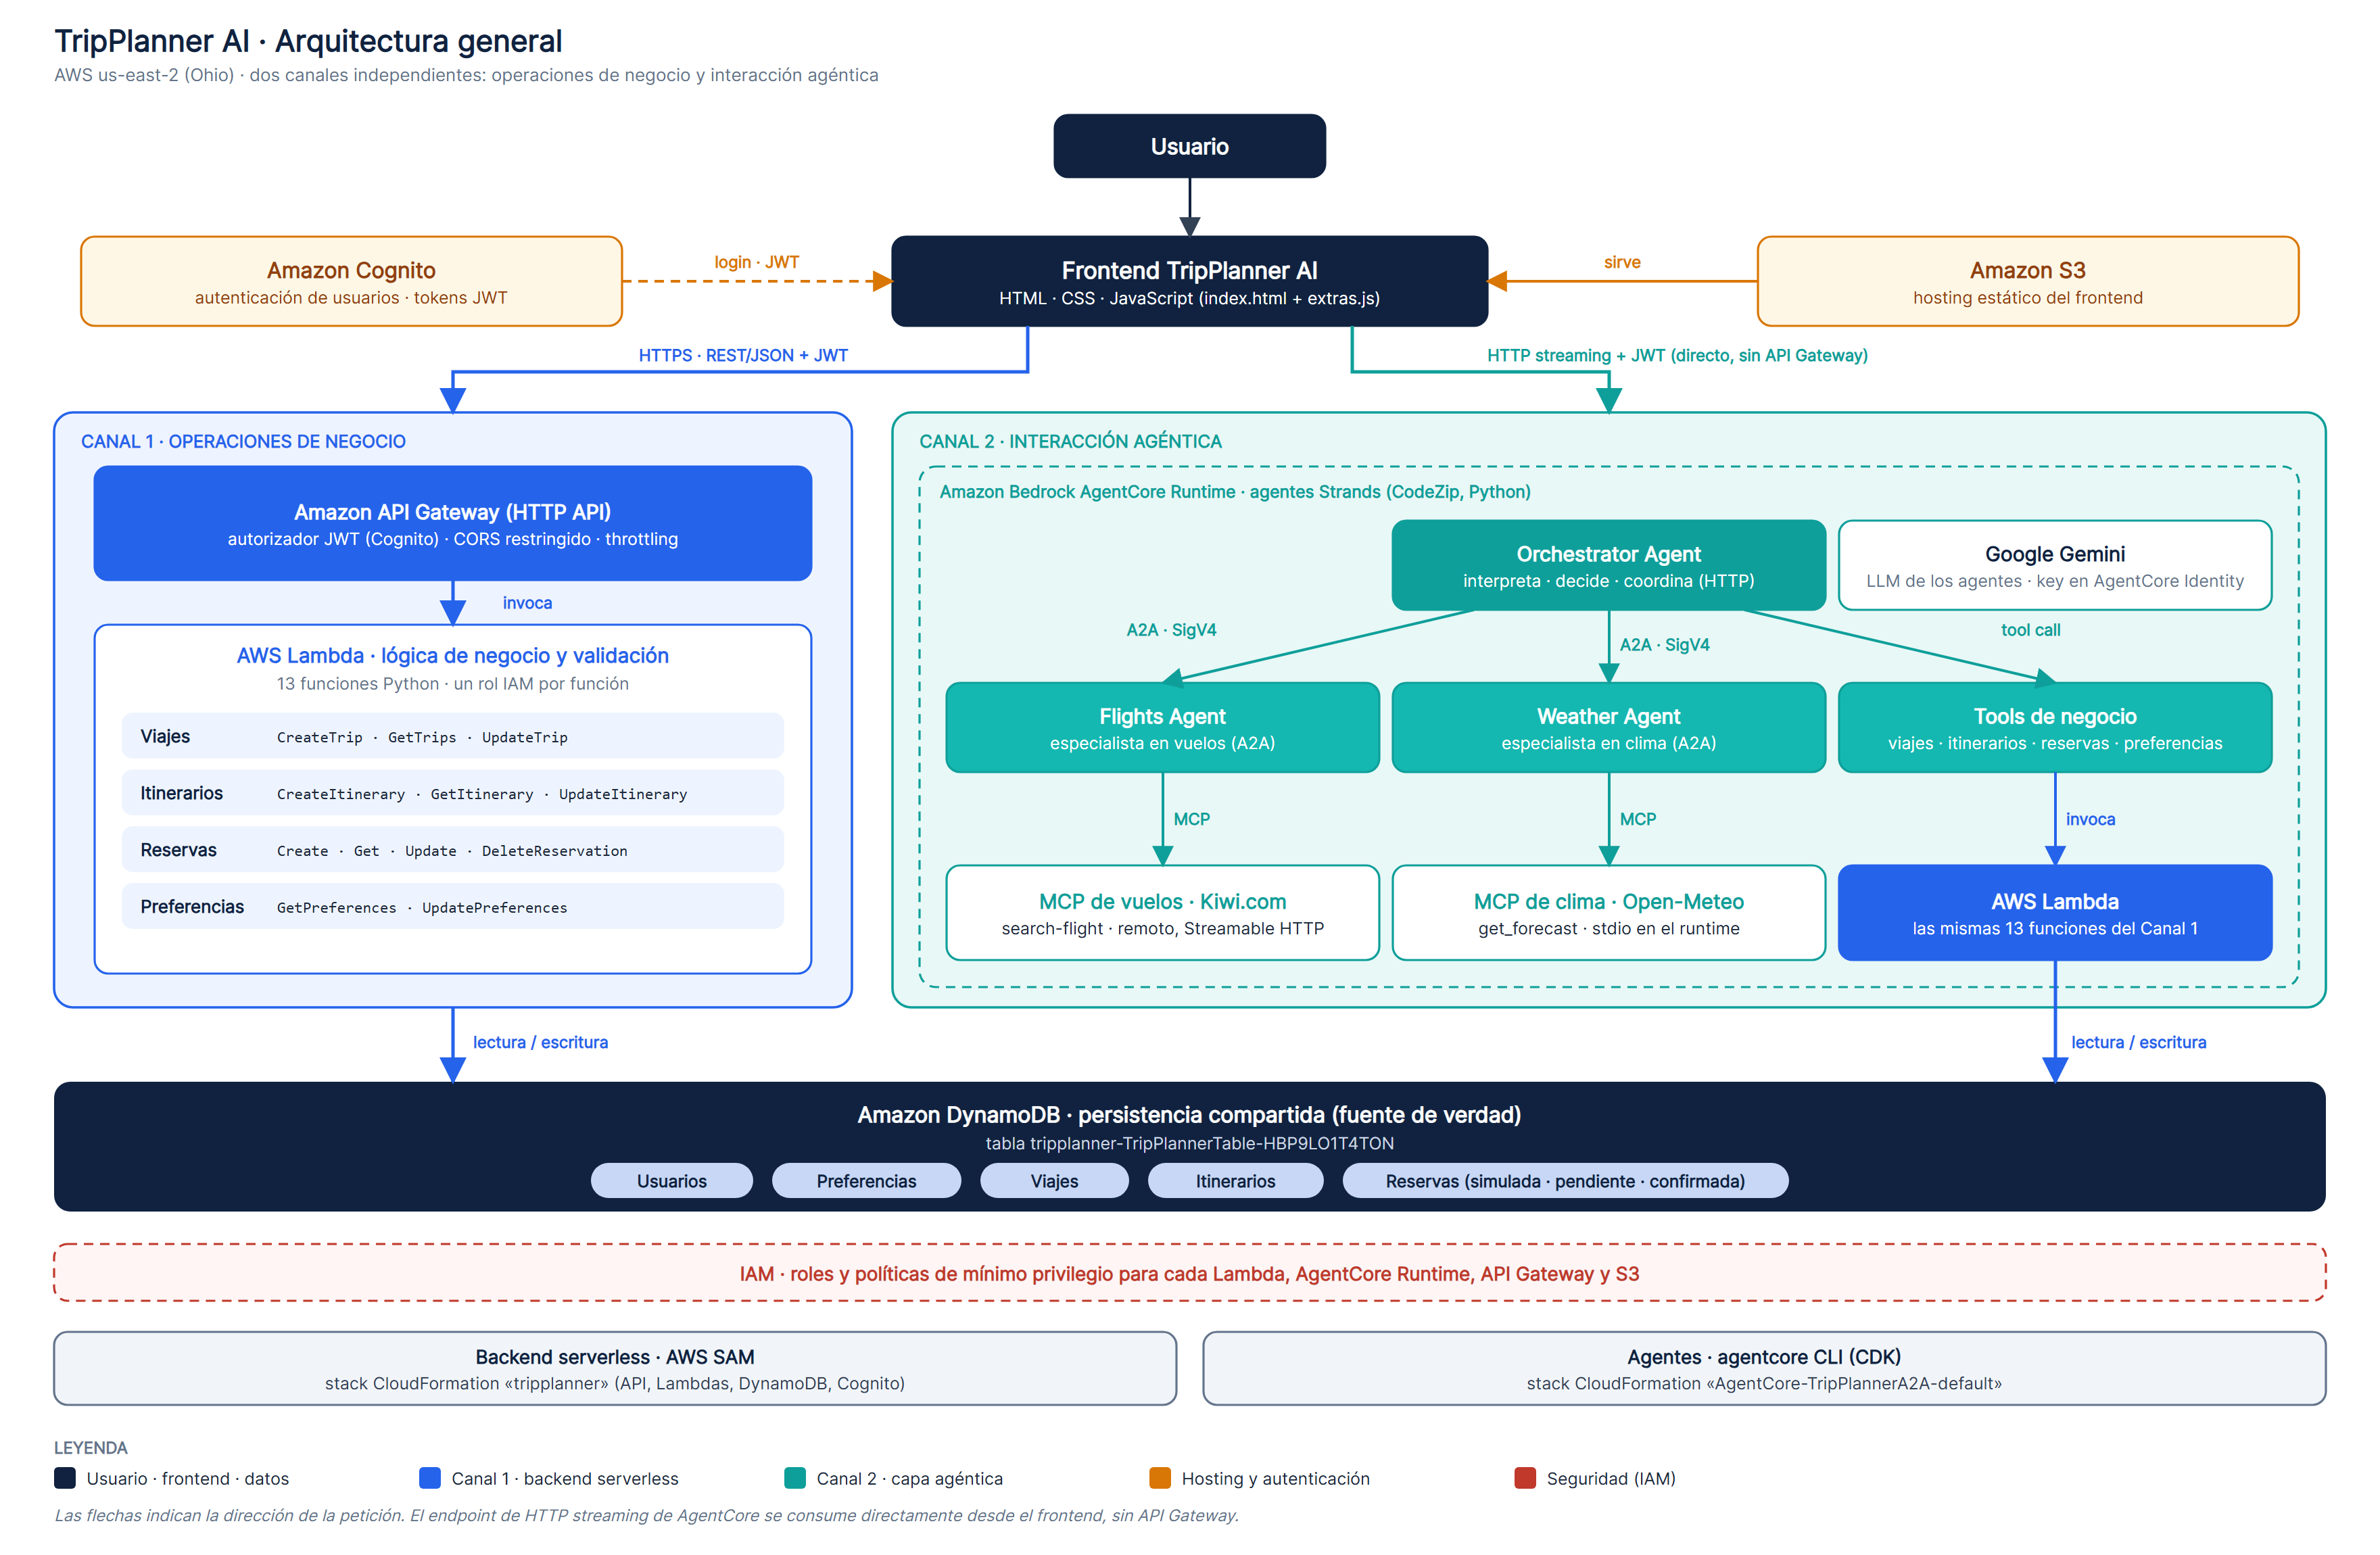 TripPlanner AI · Arquitectura general
AWS us-east-2 (Ohio) · dos canales independientes: operaciones de negocio y interacción agéntica
Usuario
Amazon Cognito
autenticación de usuarios · tokens JWT
login · JWT
Frontend TripPlanner AI
HTML · CSS · JavaScript (index.html + extras.js)
sirve
Amazon S3
hosting estático del frontend
HTTPS · REST/JSON + JWT
HTTP streaming + JWT (directo, sin API Gateway)
CANAL 1 · OPERACIONES DE NEGOCIO
Amazon API Gateway (HTTP API)
autorizador JWT (Cognito) · CORS restringido · throttling
invoca
AWS Lambda · lógica de negocio y validación
13 funciones Python · un rol IAM por función
Viajes CreateTrip · GetTrips · UpdateTrip
Itinerarios CreateItinerary · GetItinerary · UpdateItinerary
Reservas Create · Get · Update · DeleteReservation
Preferencias GetPreferences · UpdatePreferences
CANAL 2 · INTERACCIÓN AGÉNTICA
Amazon Bedrock AgentCore Runtime · agentes Strands (CodeZip, Python)
Orchestrator Agent
interpreta · decide · coordina (HTTP)
Google Gemini
LLM de los agentes · key en AgentCore Identity
A2A · SigV4
A2A · SigV4
tool call
Flights Agent
especialista en vuelos (A2A)
Weather Agent
especialista en clima (A2A)
Tools de negocio
viajes · itinerarios · reservas · preferencias
MCP
MCP
invoca
MCP de vuelos · Kiwi.com
search-flight · remoto, Streamable HTTP
MCP de clima · Open-Meteo
get_forecast · stdio en el runtime
AWS Lambda
las mismas 13 funciones del Canal 1
lectura / escritura
lectura / escritura
Amazon DynamoDB · persistencia compartida (fuente de verdad)
tabla tripplanner-TripPlannerTable-HBP9LO1T4TON
Usuarios
Preferencias
Viajes
Itinerarios
Reservas (simulada · pendiente · confirmada)
IAM · roles y políticas de mínimo privilegio para cada Lambda, AgentCore Runtime, API Gateway y S3
Backend serverless · AWS SAM
stack CloudFormation «tripplanner» (API, Lambdas, DynamoDB, Cognito)
Agentes · agentcore CLI (CDK)
stack CloudFormation «AgentCore-TripPlannerA2A-default»
LEYENDA
Usuario · frontend · datos
Canal 1 · backend serverless
Canal 2 · capa agéntica
Hosting y autenticación
Seguridad (IAM)
Las flechas indican la dirección de la petición. El endpoint de HTTP streaming de AgentCore se consume directamente desde el frontend, sin API Gateway.